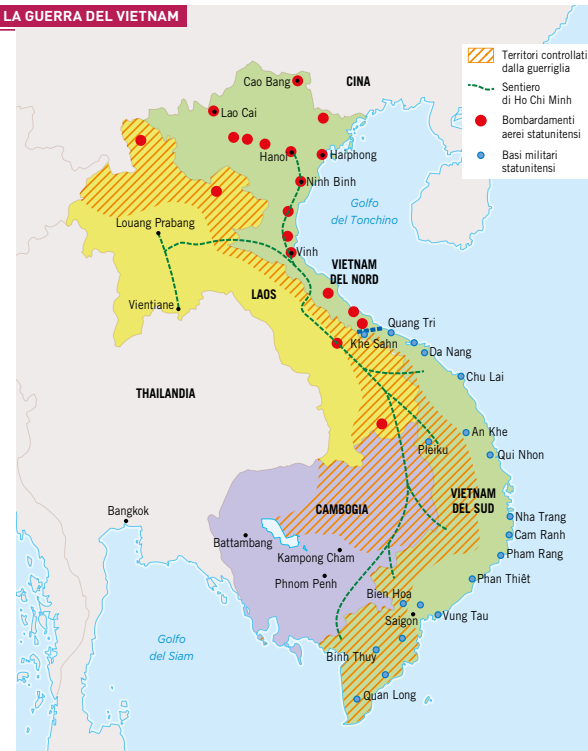 LA GUERRA DEL VIETNAM
Territori controllati
dalla guerriglia
Sentiero
di Ho Chi Minh
Bombardamenti
aerei statunitensi
Basi militari
statunitensi
Cao Bang
CINA
Lao Cai
Hanoi
Haiphong
Ninh Binh
Golfo
del Tonchino
Louang Prabang
Vinh
VIETNAM
DEL NORD
LAOS
Vientiane
Quang Tri
Khe Sahn
Da Nang
THAILANDIA
Chu Lai
An Khe
Pleiku
Qui Nhon
VIETNAM
DEL SUD
CAMBOGIA
Bangkok
Nha Trang
Battambang
Cam Ranh
Kampong Cham
Pham Rang
Phnom Penh
Phan Thiêt
Bien Hoa
Saigon
Vung Tau
Golfo
del Siam
Binh Thuy
Quan Long